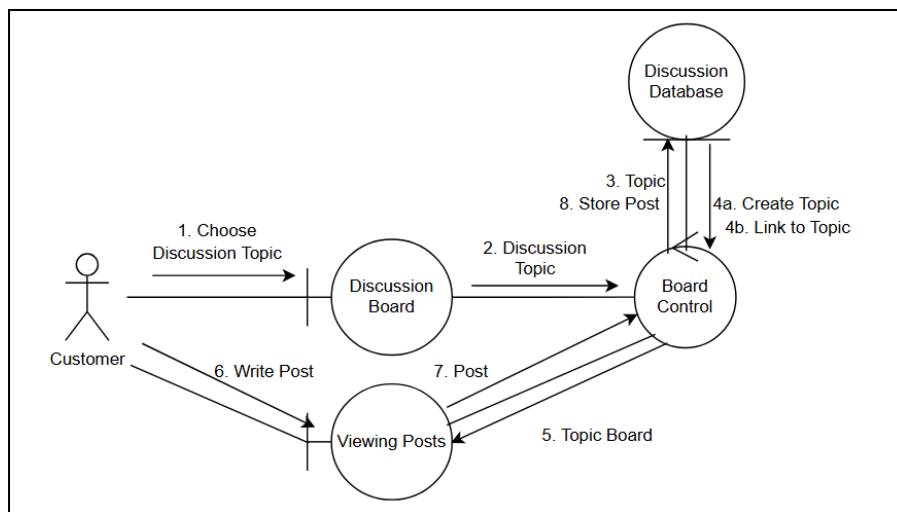 Discussion
Database
3. Topic
8. Store Post
4a. Create Topic
4b. Link to Topic
1. Choose
Discussion Topic
2. Discussion
Topic
Discussion
Board
Board
Control
Customer
6. Write Post
7. Post
Viewing Posts
5. Topic Board